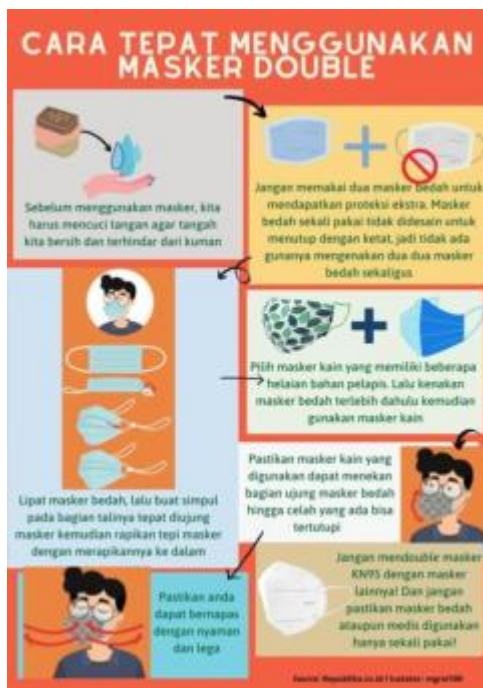 CARA TEPAT MENGGUNAKAN
MASKER DOUBLE
Sebelum menggunakan masker, kita
harus mencuci tangan agar tangah
kita bersih dan terhindar dari kuman
Jangan memakai dua masker bedah untuk
mendapatkan proteksi ekstra. Masker
bedah sekali pakai tidak didesain untuk
menutup dengan ketat, jadi tidak ada
gunanya mengenakan dua dua masker
bedah sekaligus
Lipat masker bedah, lalu buat simpul
pada bagian talinya tepat diujung
masker kemudian rapikan tepi masker
dengan merapikannya ke dalam
Pilih masker kain yang memiliki beberapa
helaian bahan pelapis. Lalu kenakan
masker bedah terlebih dahulu kemudian
gunakan masker kain
Pastikan masker kain yang
digunakan dapat menekan
bagian ujung masker bedah
hingga celah yang ada bisa
tertutupi
Pastikan anda
dapat bernapas
dengan nyaman
dan lega
Jangan mendouble masker
KN95 dengan masker
lainnya! Dan jangan
pastikan masker bedah
ataupun medis digunakan
hanya sekali pakai!
Source: Republika.co.id I